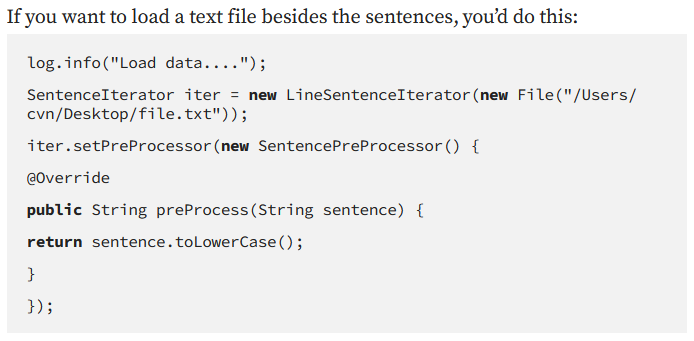 If you want to load a text file besides the sentences, you’d do this:
log.info("Load data....");
SentenceIterator iter = new LineSentenceIterator(new File("/Users/
cvn/Desktop/file.txt"));
iter.setPreProcessor(new SentencePreProcessor() {
@Override
public String preProcess(String sentence) {
return sentence.toLowerCase();
}
});